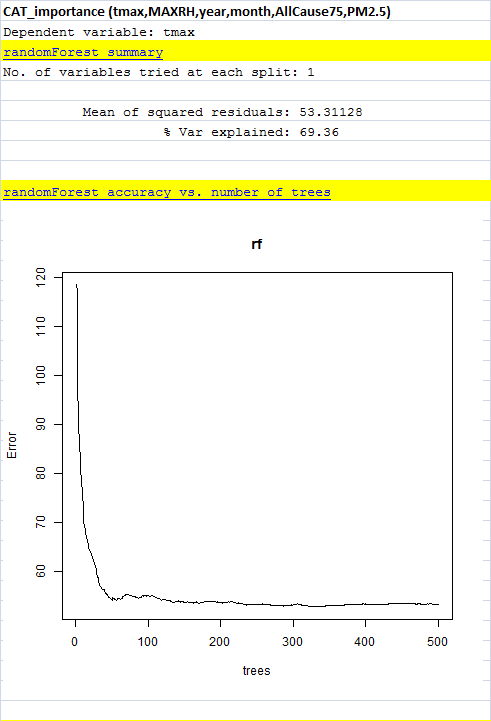 CAT_importance (tmax,MAXRH,year,month,AllCause75,PM2.5)
Dependent variable: tmax
randomForest summary
No. of variables tried at each split: 1
Mean of squared residuals: 53.31128
% Var explained: 69.36
randomForest accuracy vs. number of trees
rf
120
110
100
90
80
70
60
Error
0 100 200 300 400 500
trees